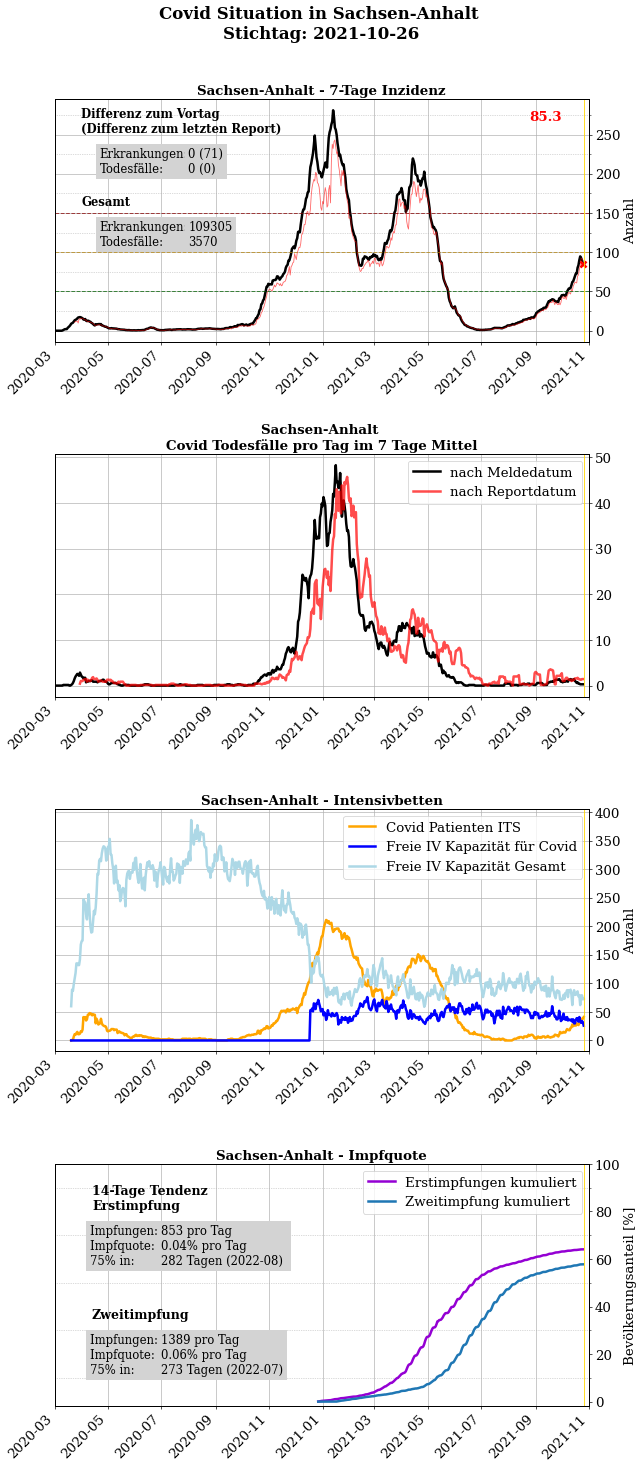 Covid Situation in Sachsen-Anhalt
Stichtag: 2021-10-26
Sachsen-Anhalt - 7-Tage Inzidenz
Differenz zum Vortag
(Differenz zum letzten Report)
Erkrankungen 0 (71)
Todesfälle: 0 (0)
Gesamt
Erkrankungen 109305
Todesfälle: 3570
85.3
250
200
150
100
50
0
Anzahl
2020-03
2020-05
2020-07
2020-09
2020-11
2021-01
2021-03
2021-05
2021-07
2021-09
2021-11
Sachsen-Anhalt
Covid Todesfälle pro Tag im 7 Tage Mittel
nach Meldedatum
nach Reportdatum
50
40
30
20
10
0
2020-03
2020-05
2020-07
2020-09
2020-11
2021-01
2021-03
2021-05
2021-07
2021-09
2021-11
Sachsen-Anhalt - Intensivbetten
Covid Patienten ITS
Freie IV Kapazität für Covid
Freie IV Kapazität Gesamt
400
350
300
250
200
150
100
50
0
Anzahl
2020-03
2020-05
2020-07
2020-09
2020-11
2021-01
2021-03
2021-05
2021-07
2021-09
2021-11
Sachsen-Anhalt - Impfquote
14-Tage Tendenz
Erstimpfung
Impfungen: 853 pro Tag
Impfquote: 0.04% pro Tag
75% in: 282 Tagen (2022-08)
Zweitimpfung
Impfungen: 1389 pro Tag
Impfquote: 0.06% pro Tag
75% in: 273 Tagen (2022-07)
Erstimpfungen kumuliert
Zweitimpfung kumuliert
100
80
60
40
20
0
Bevölkerungsanteil [%]
2020-03
2020-05
2020-07
2020-09
2020-11
2021-01
2021-03
2021-05
2021-07
2021-09
2021-11